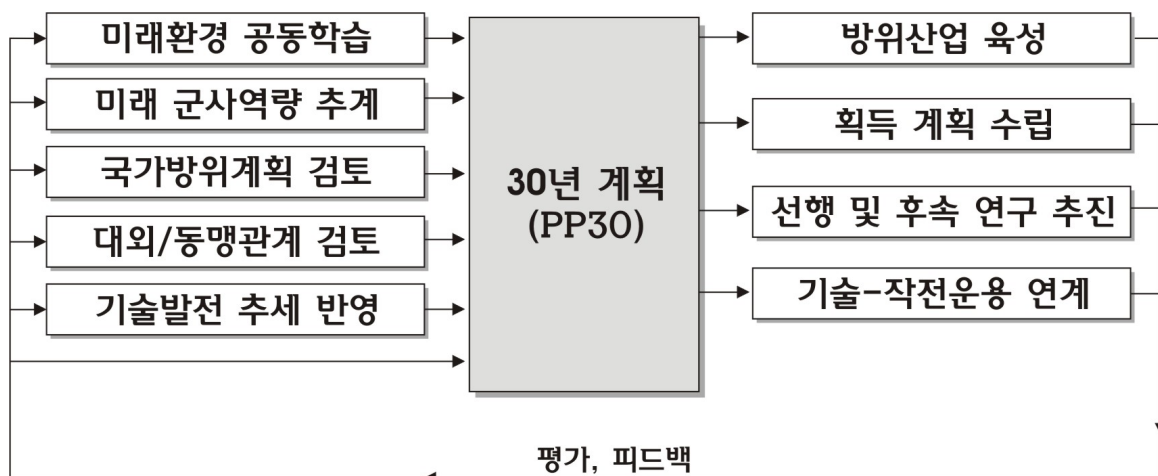 미래환경 공동학습
미래 군사역량 추계
국가방위계획 검토
대외/동맹관계 검토
기술발전 추세 반영
30년 계획
(PP30)
방위산업 육성
획득 계획 수립
선행 및 후속 연구 추진
기술-작전운용 연계
평가, 피드백